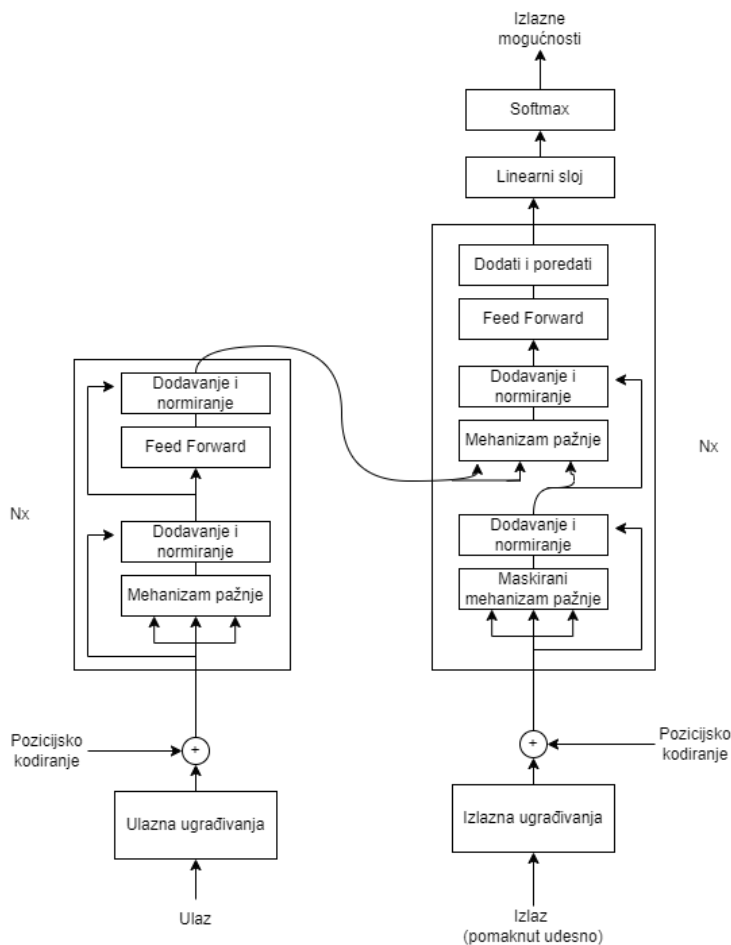 Izlazne
mogućnosti
Softmax
Linearni sloj
Dodati i poredati
Feed Forward
Dodavanje i
normiranje
Mehanizam pažnje
Nx
Dodavanje i
normiranje
Maskirani
mehanizam pažnje
Pozicijsko
kodiranje
+
Izlazna ugrađivanja
Izlaz
(pomaknut udesno)
Dodavanje i
normiranje
Feed Forward
Nx
Dodavanje i
normiranje
Mehanizam pažnje
Pozicijsko
kodiranje
+
Ulazna ugrađivanja
Ulaz